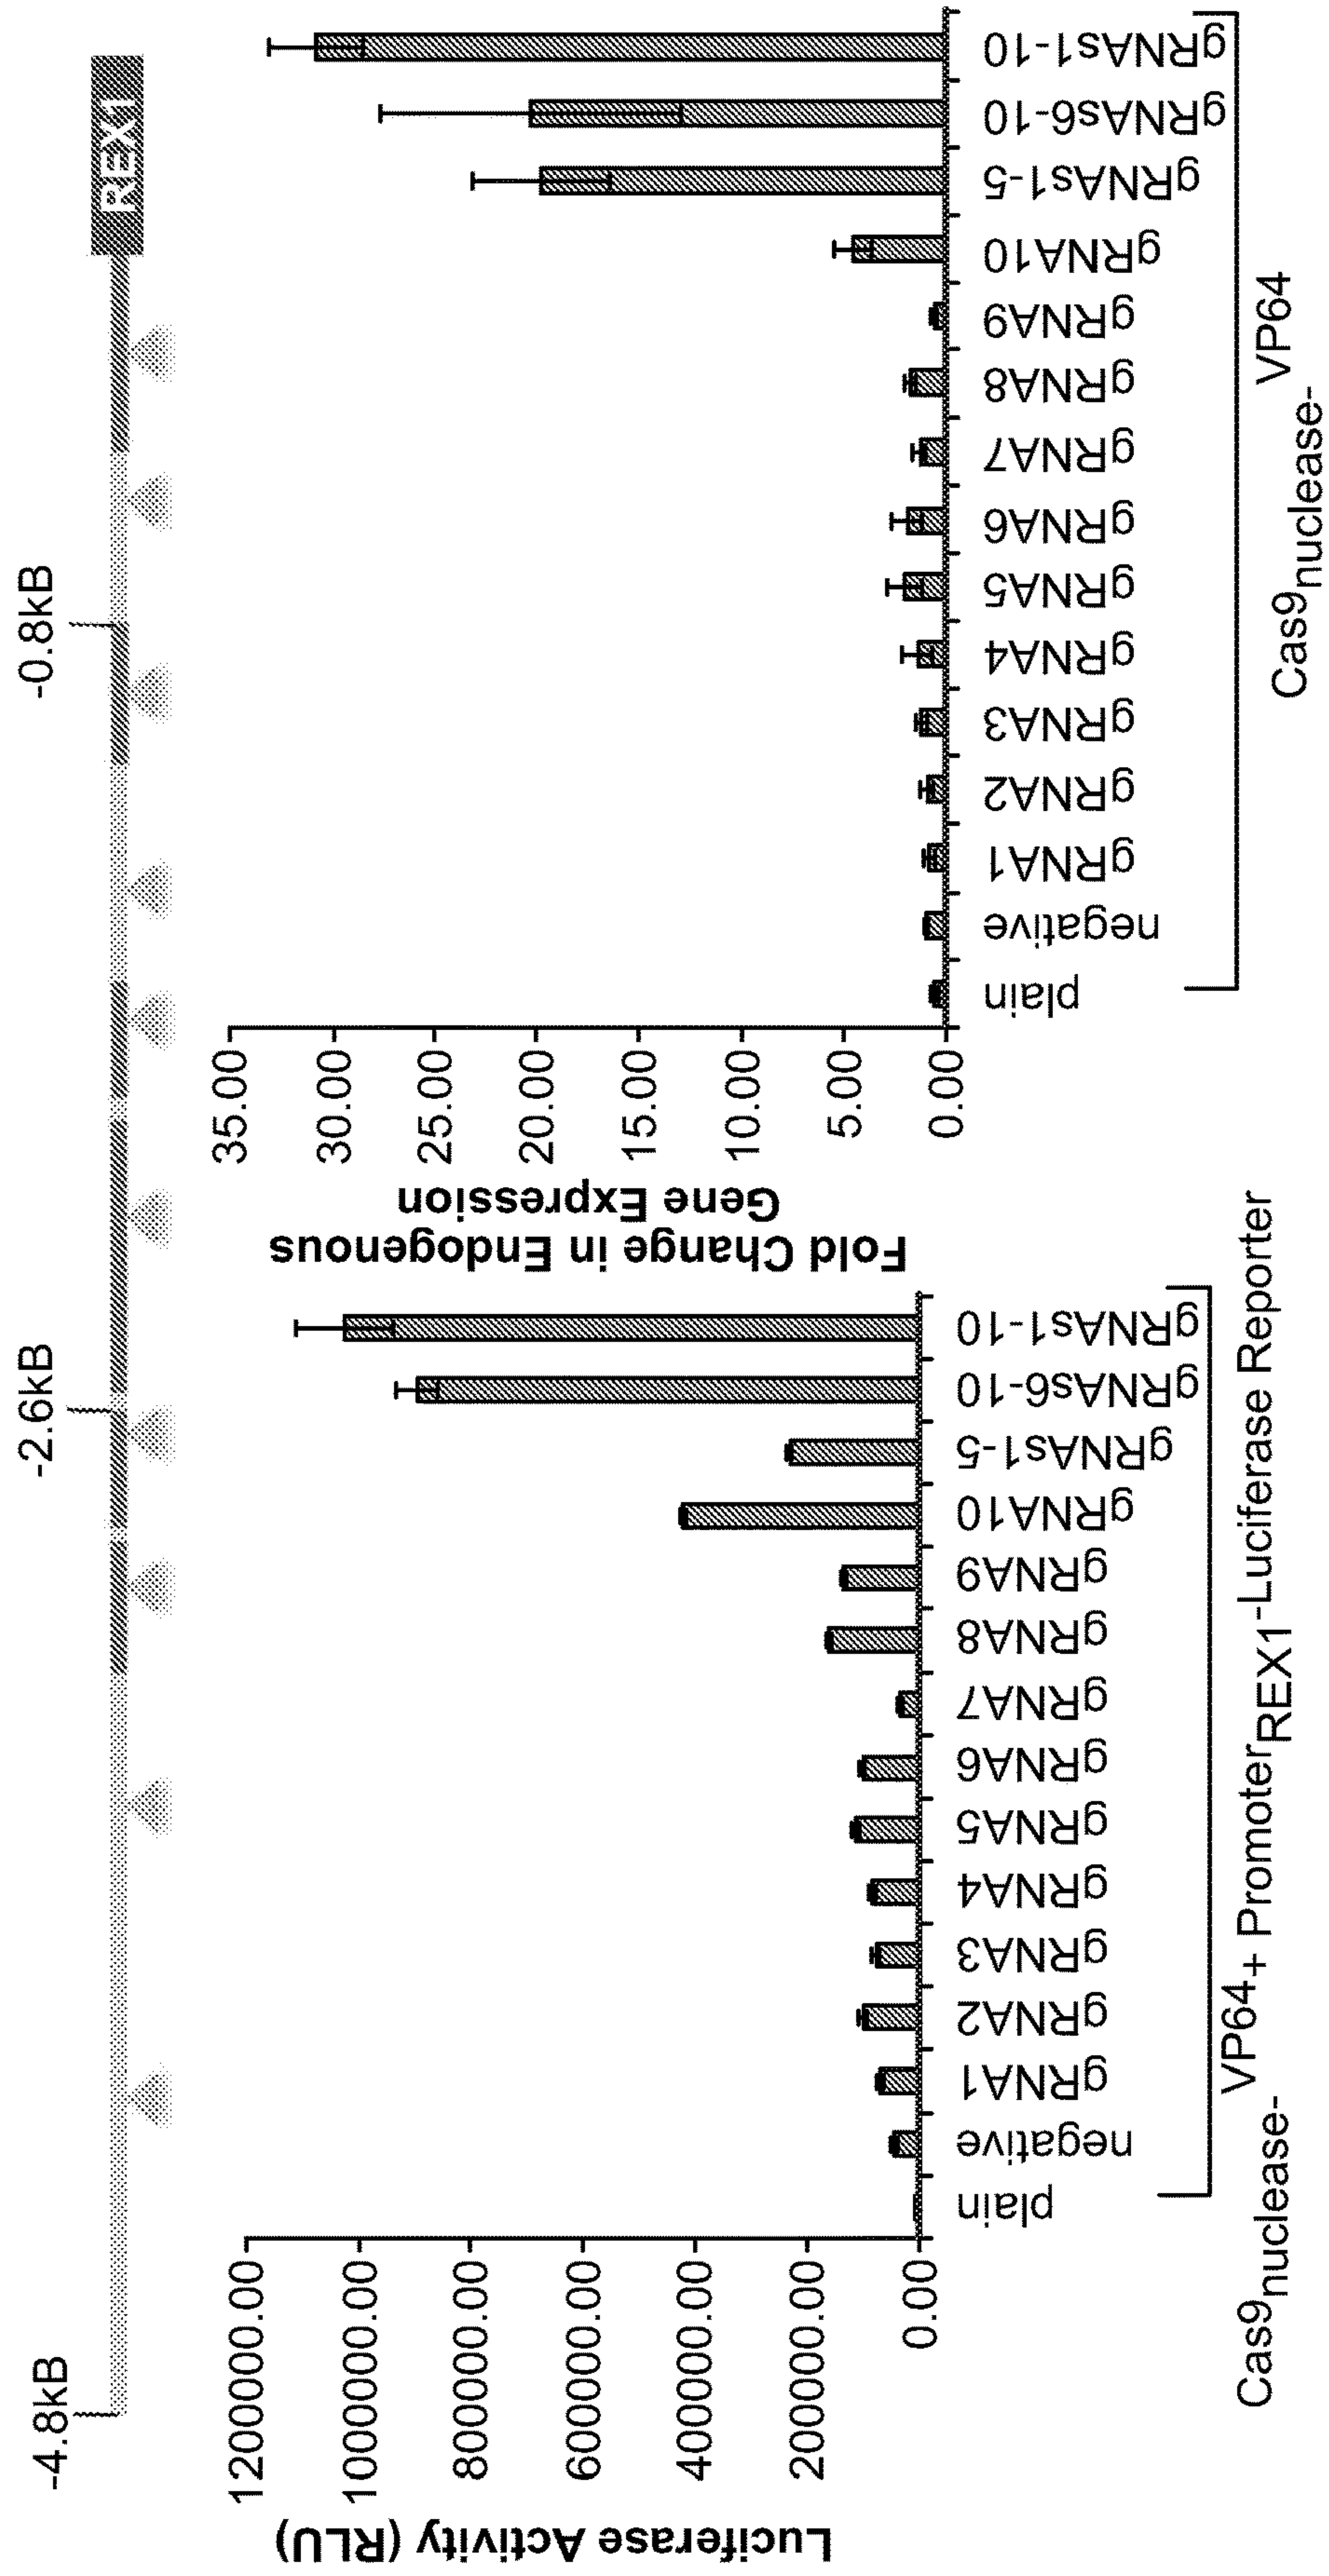 -4.8kB
-2.6kB
-0.8kB
REX1
Luciferase Activity (RLU)
1200000.00
1000000.00
800000.00
600000.00
400000.00
200000.00
0.00
plain
negative
gRNA1
gRNA2
gRNA3
gRNA4
gRNA5
gRNA6
gRNA7
gRNA8
gRNA9
gRNA10
gRNAs1-5
gRNAs6-10
gRNAs1-10
Cas9nuclease-VP64+ PromoterREX1-Luciferase Reporter
Fold Change in Endogenous
Gene Expression
35.00
30.00
25.00
20.00
15.00
10.00
5.00
0.00
plain
negative
gRNA1
gRNA2
gRNA3
gRNA4
gRNA5
gRNA6
gRNA7
gRNA8
gRNA9
gRNA10
gRNAs1-5
gRNAs6-10
gRNAs1-10
Cas9nuclease-VP64